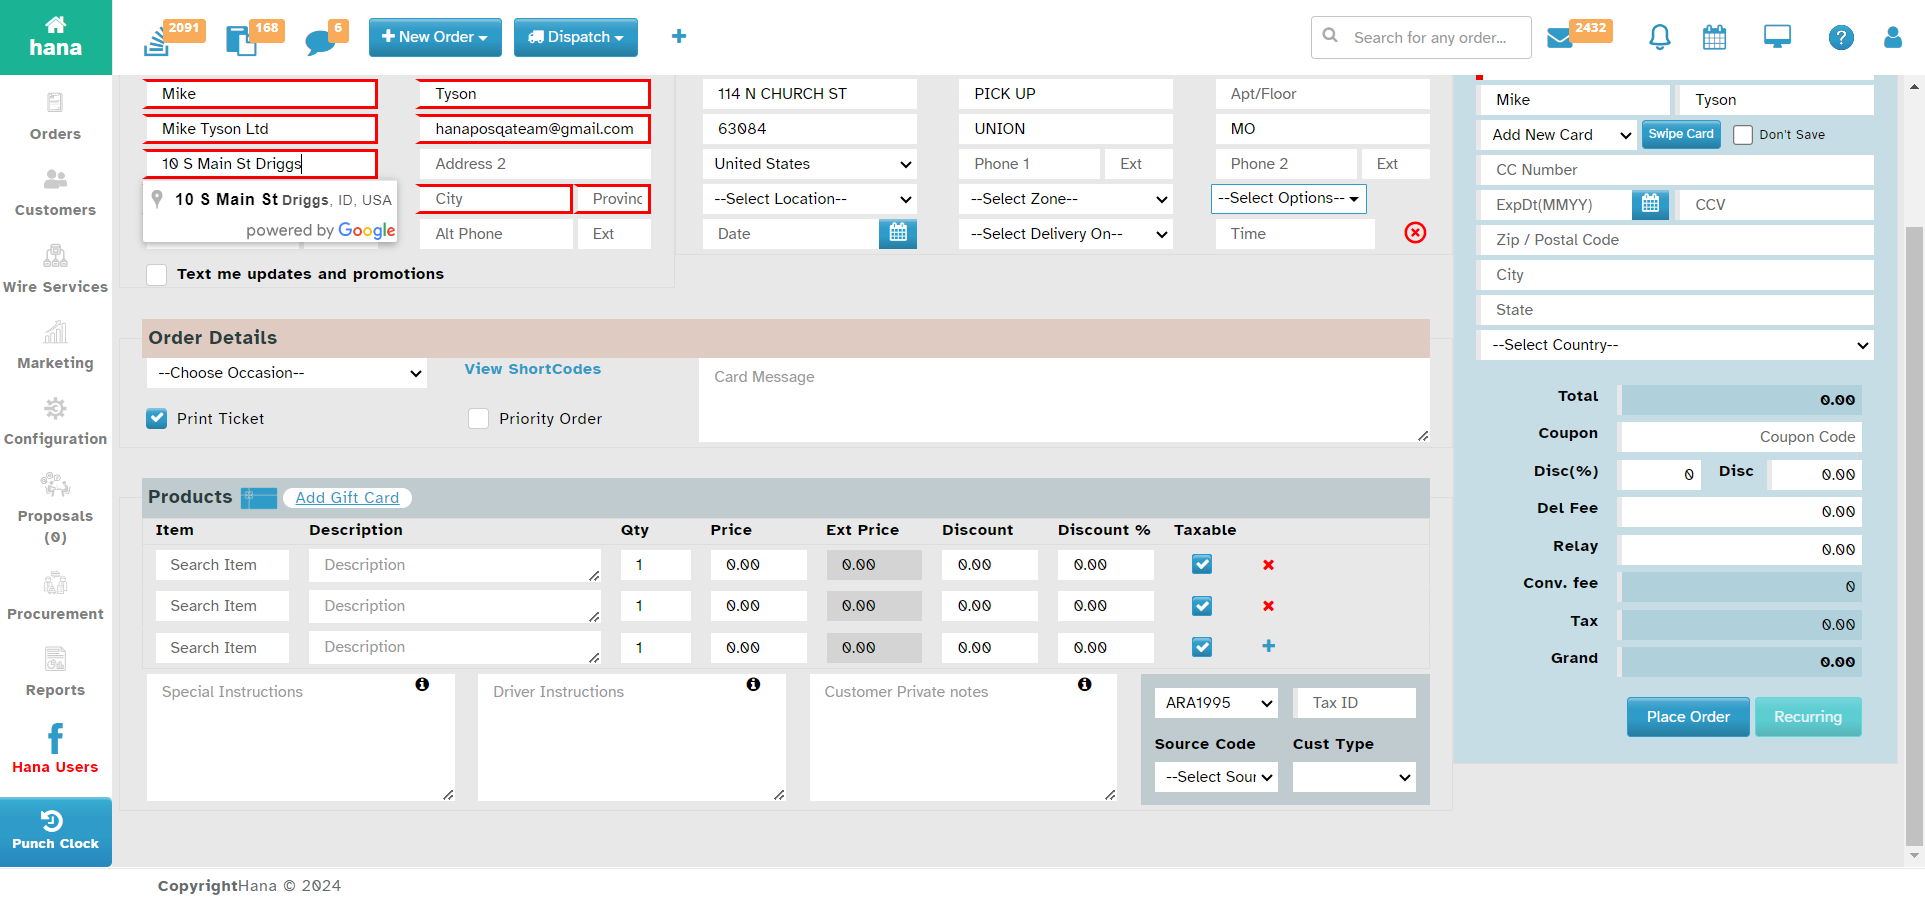 hana
2091
168
6
New Order
Dispatch
Search for any order...
2432
Orders
Customers
Wire Services
Marketing
Configuration
Proposals
(0)
Procurement
Reports
Hana Users
Punch Clock
Mike
Tyson
Mike Tyson Ltd
hanaposqateam@gmail.com
10 S Main St Driggs
Address 2
10 S Main St Driggs, ID, USA
powered by Google
City
Provinc
Alt Phone
Ext
Text me updates and promotions
114 N CHURCH ST
PICK UP
Apt/Floor
63084
UNION
MO
United States
Phone 1
Ext
Phone 2
Ext
--Select Location--
--Select Zone--
--Select Options--
Date
--Select Delivery On--
Time
Order Details
--Choose Occasion--
View ShortCodes
Card Message
Print Ticket
Priority Order
Products
Add Gift Card
Item Description Qty Price Ext Price Discount Discount % Taxable
Search Item Description 1 0.00 0.00 0.00 0.00
Search Item Description 1 0.00 0.00 0.00 0.00
Search Item Description 1 0.00 0.00 0.00 0.00
Special Instructions
Driver Instructions
Customer Private notes
ARA1995
Tax ID
Source Code
Cust Type
--Select Sour
Mike
Tyson
Add New Card
Swipe Card
Don't Save
CC Number
ExpDt(MMYY)
CCV
Zip / Postal Code
City
State
--Select Country--
Total 0.00
Coupon Coupon Code
Disc(%) 0 Disc 0.00
Del Fee 0.00
Relay 0.00
Conv. fee 0
Tax 0.00
Grand 0.00
Place Order
Recurring
CopyrightHana © 2024